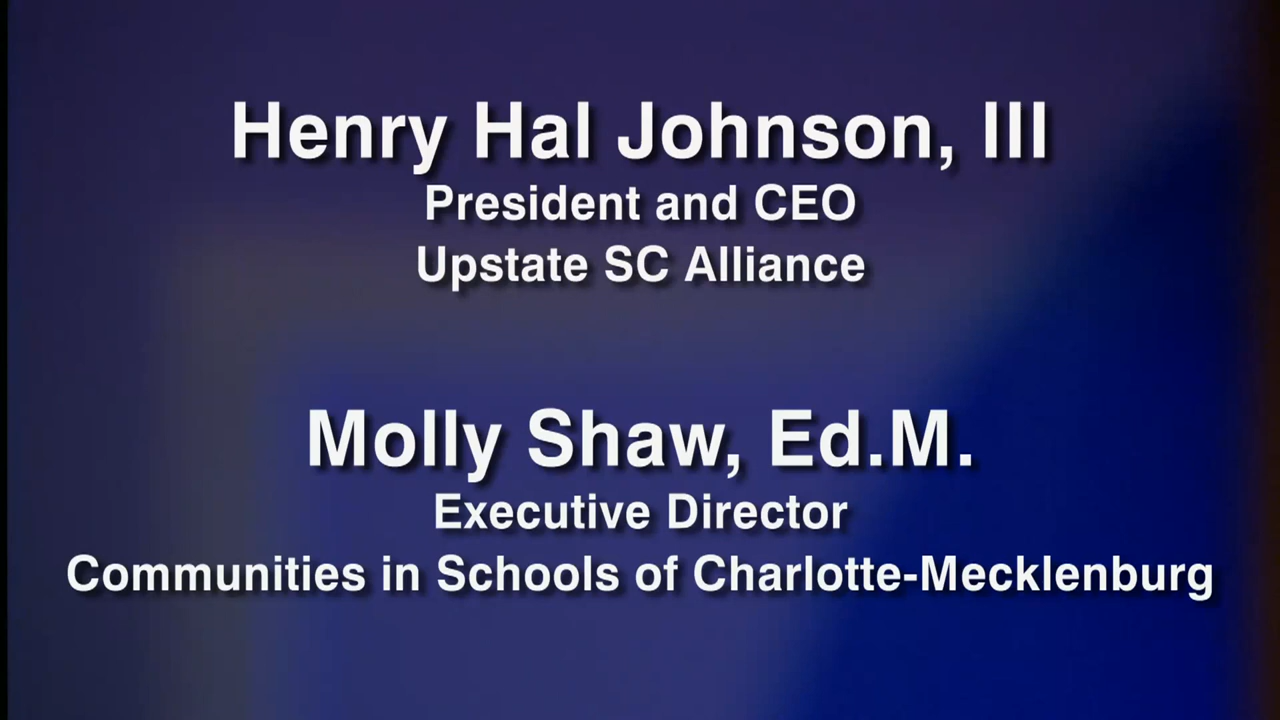 Henry Hal Johnson, III
President and CEO
Upstate SC Alliance
Molly Shaw, Ed.M.
Executive Director
Communities in Schools of Charlotte-Mecklenburg